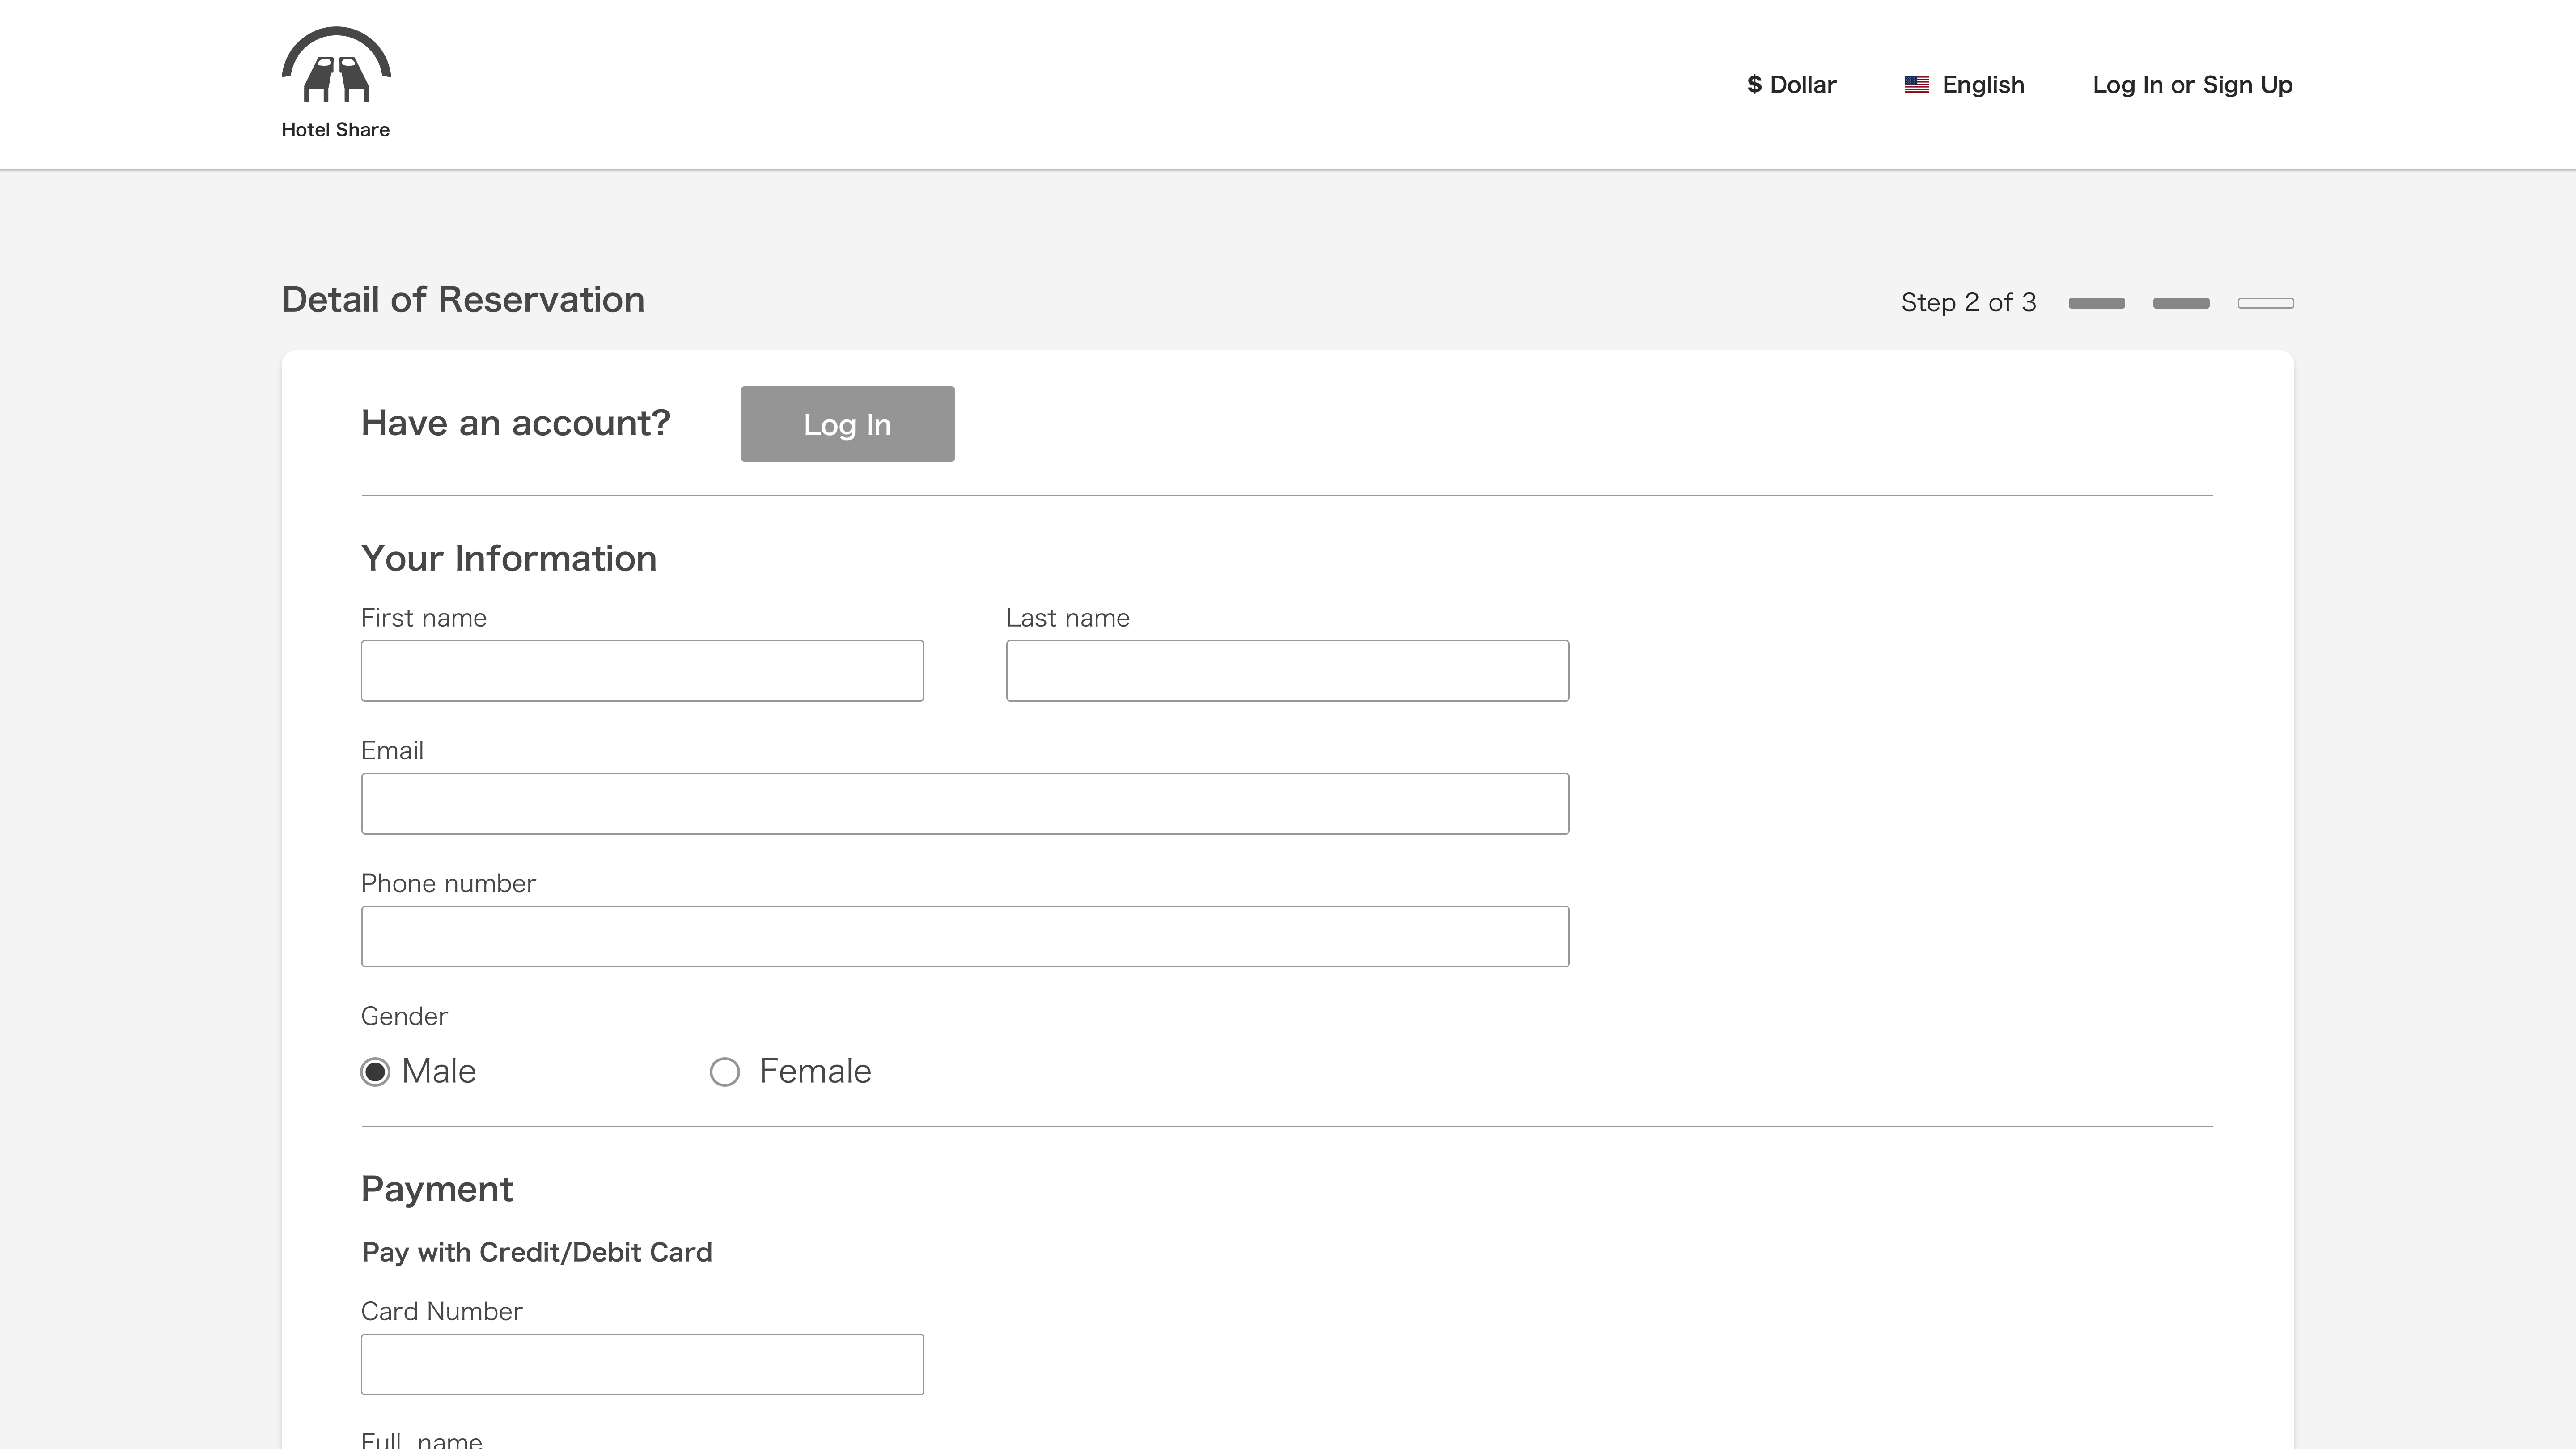 Hotel Share
$ Dollar
English
Log In or Sign Up
Detail of Reservation
Step 2 of 3
Have an account?
Log In
Your Information
First name
Last name
Email
Phone number
Gender
Male
Female
Payment
Pay with Credit/Debit Card
Card Number
Full name